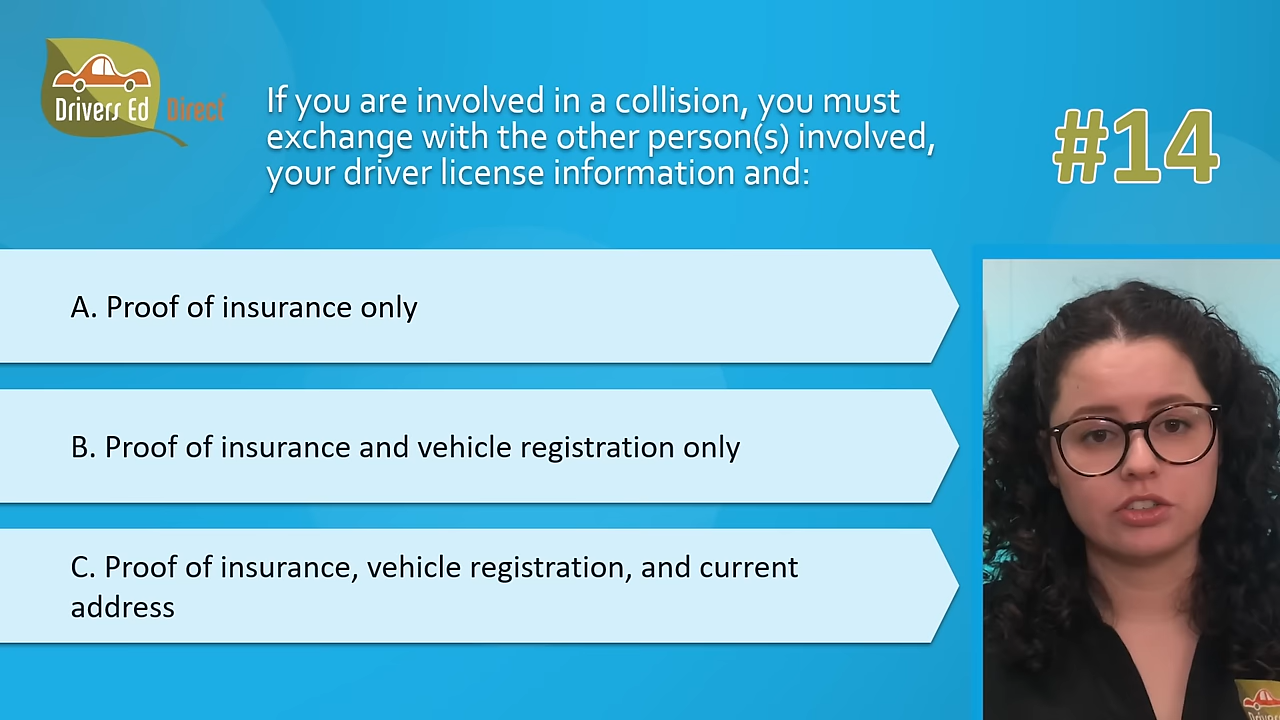 Drivers Ed Direct
If you are involved in a collision, you must
exchange with the other person(s) involved,
your driver license information and:
#14
A. Proof of insurance only
B. Proof of insurance and vehicle registration only
C. Proof of insurance, vehicle registration, and current
address